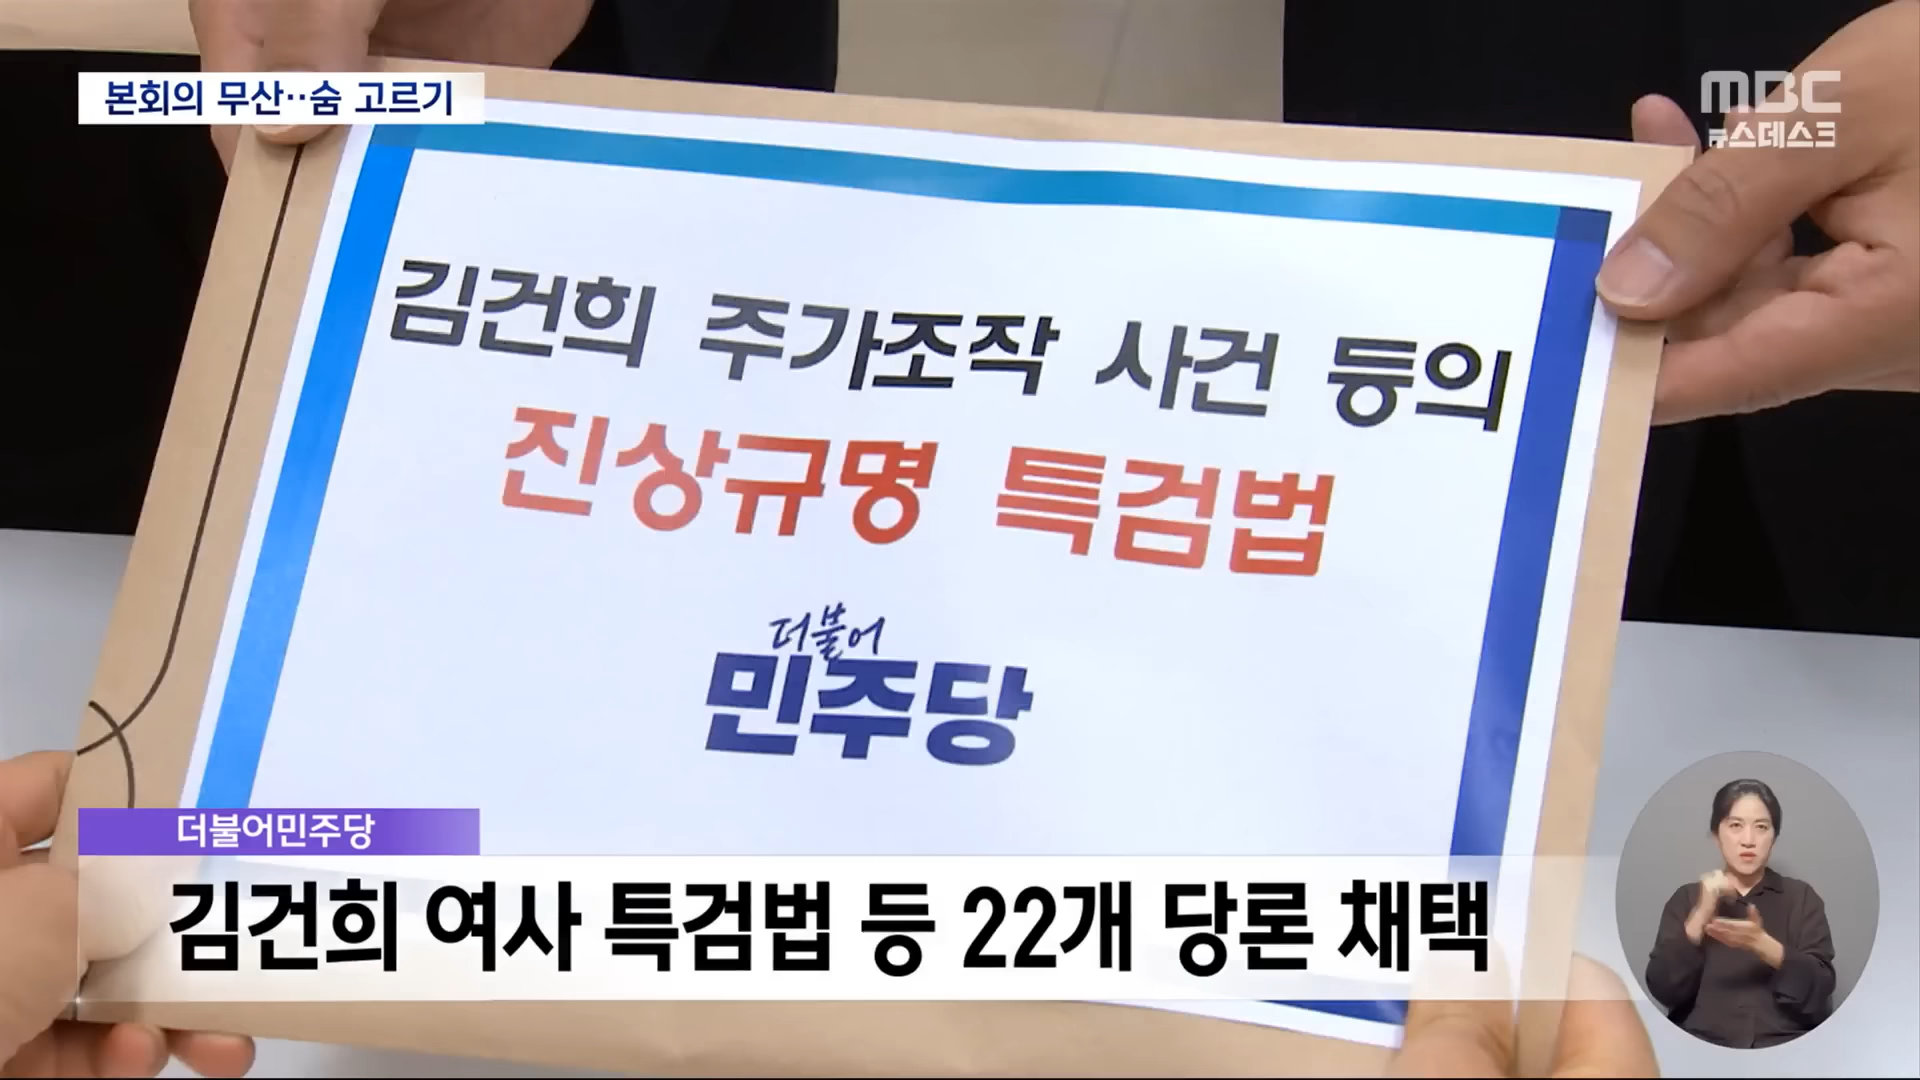 본회의 무산··숨 고르기
MBC
뉴스데스크
김건희 주가조작 사건 등의
진상규명 특검법
더불어
민주당
더불어민주당
김건희 여사 특검법 등 22개 당론 채택